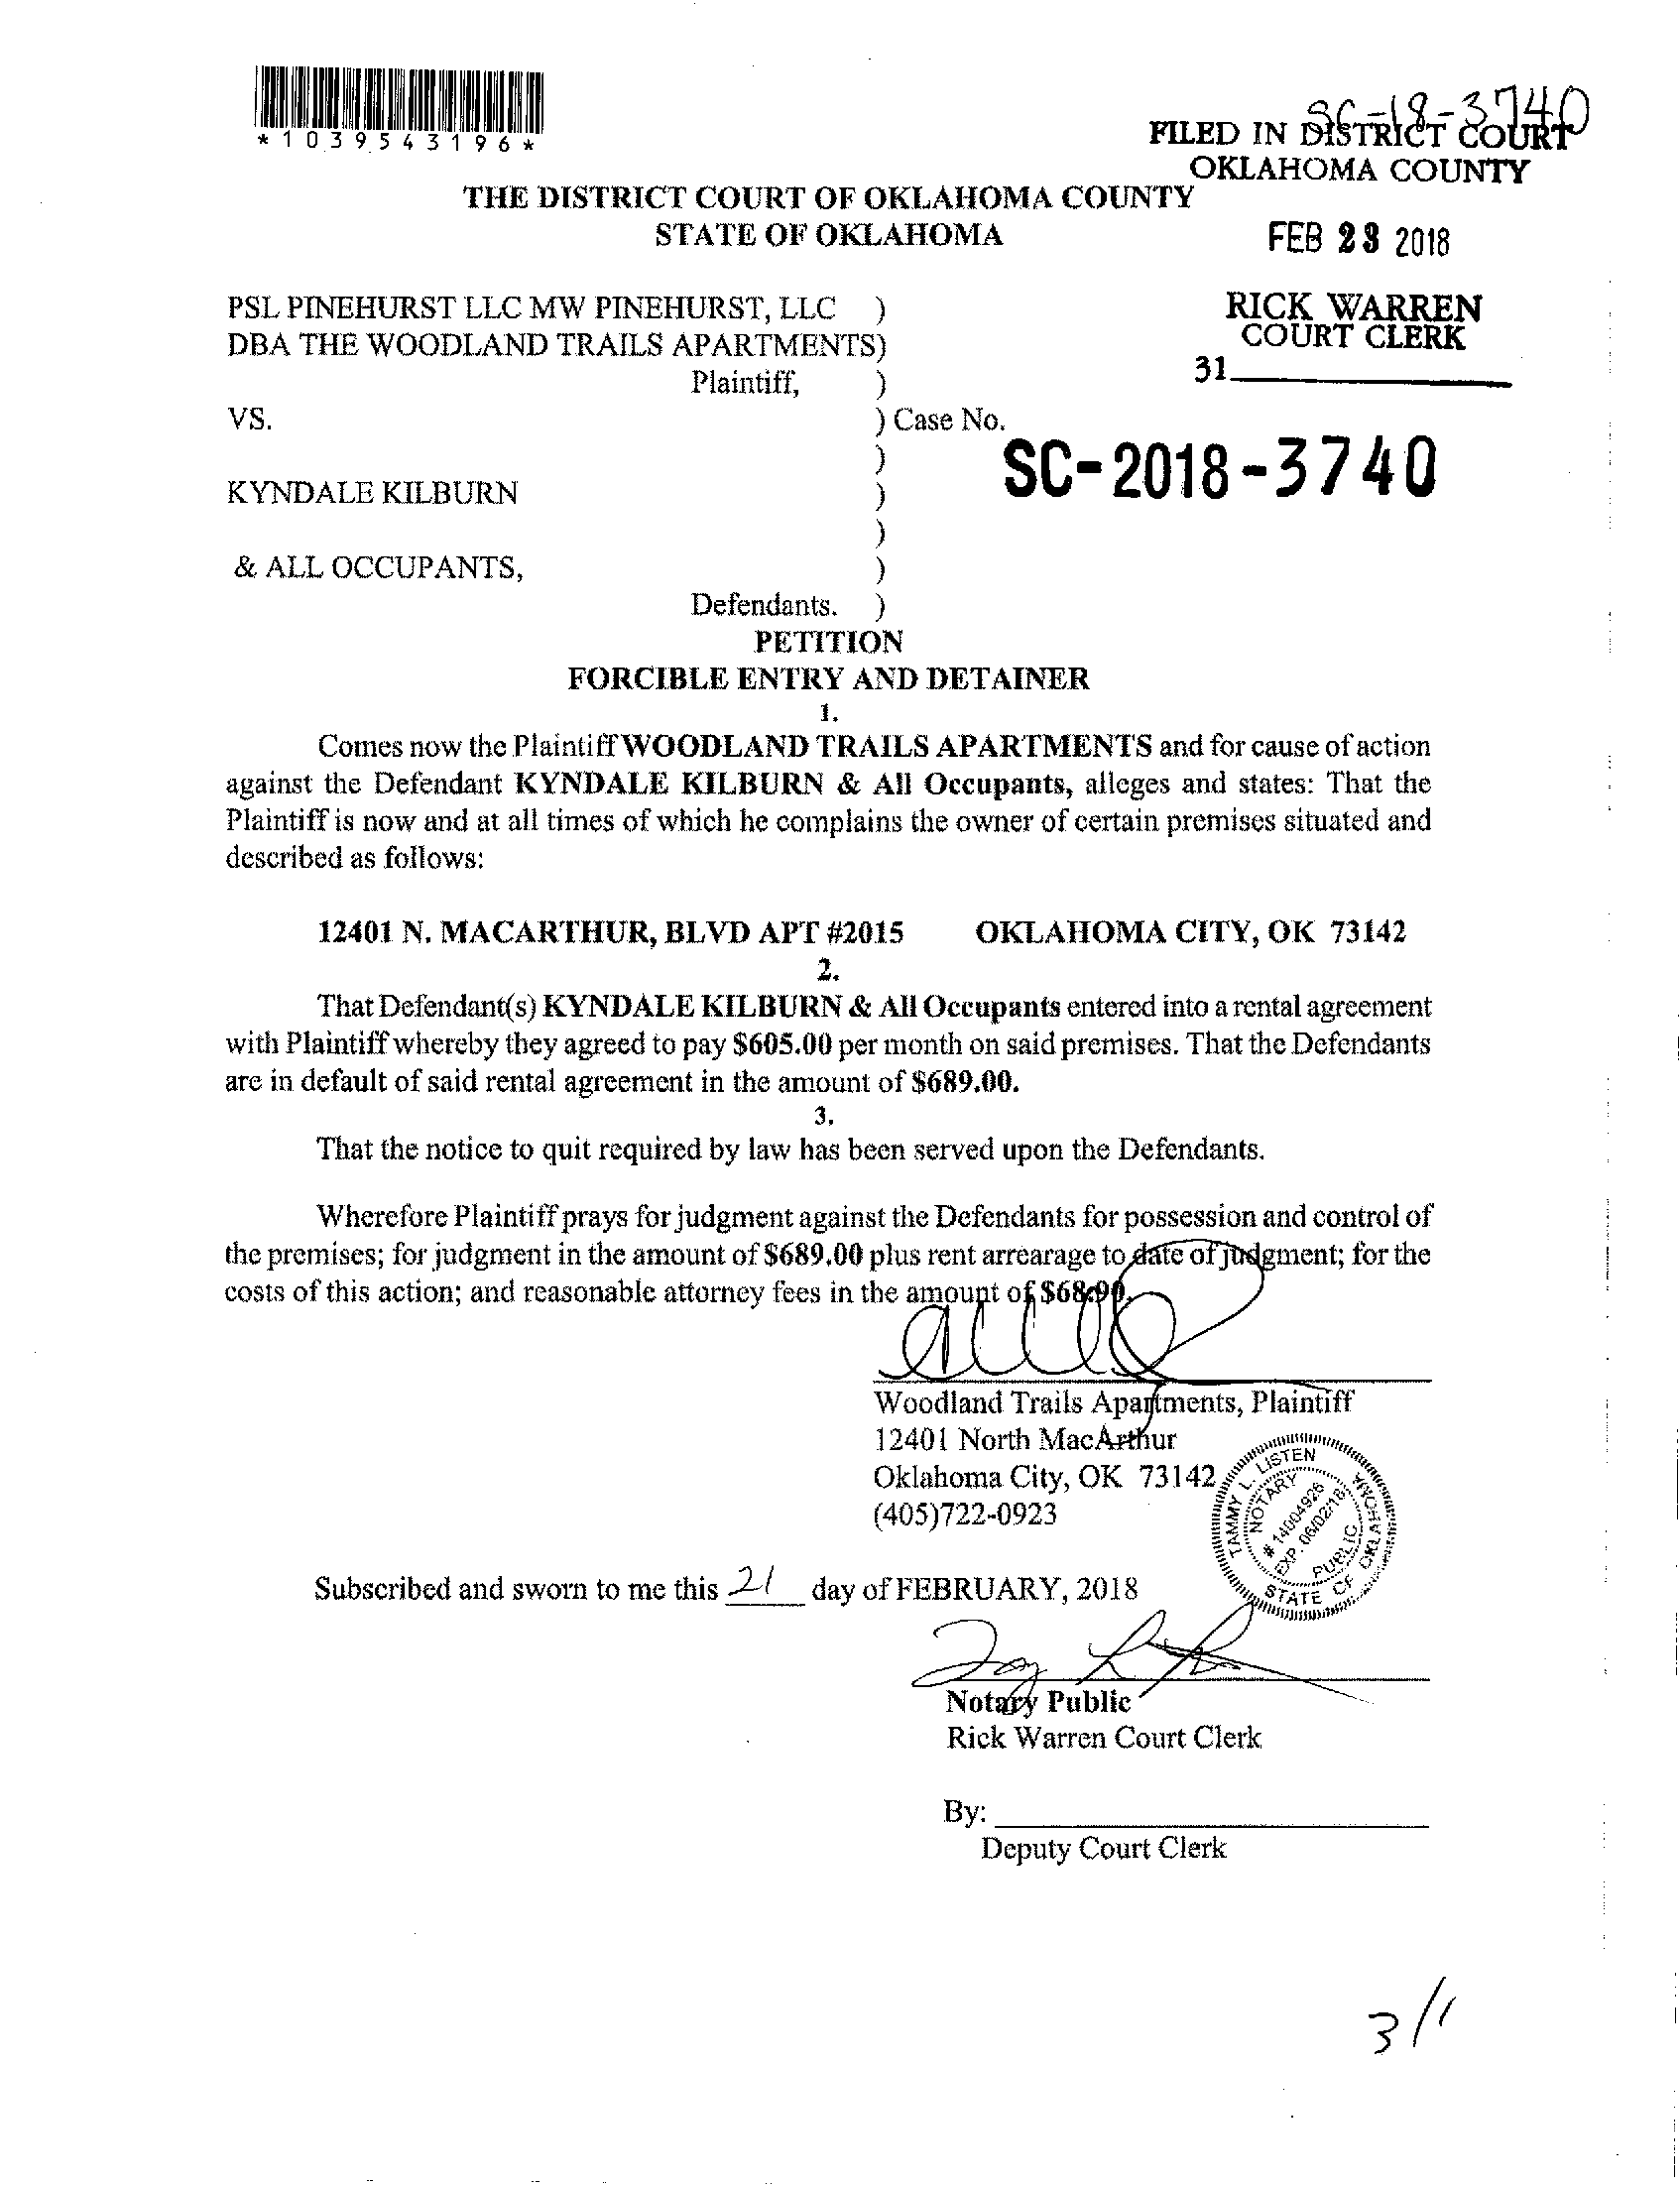 *1039543196*
SC-18-3740
FILED IN DISTRICT COURT
OKLAHOMA COUNTY
THE DISTRICT COURT OF OKLAHOMA COUNTY
STATE OF OKLAHOMA
FEB 23 2018
PSL PINEHURST LLC MW PINEHURST, LLC )
DBA THE WOODLAND TRAILS APARTMENTS)
Plaintiff, )
RICK WARREN
COURT CLERK
31
VS. ) Case No.
)
SC-2018-3740
KYNDALE KILBURN )
)
& ALL OCCUPANTS, )
Defendants. )
PETITION
FORCIBLE ENTRY AND DETAINER
1.
Comes now the Plaintiff WOODLAND TRAILS APARTMENTS and for cause of action
against the Defendant KYNDALE KILBURN & All Occupants, alleges and states: That the
Plaintiff is now and at all times of which he complains the owner of certain premises situated and
described as follows:
12401 N. MACARTHUR, BLVD APT #2015 OKLAHOMA CITY, OK 73142
2.
That Defendant(s) KYNDALE KILBURN & All Occupants entered into a rental agreement
with Plaintiff whereby they agreed to pay $605.00 per month on said premises. That the Defendants
are in default of said rental agreement in the amount of $689.00.
3.
That the notice to quit required by law has been served upon the Defendants.
Wherefore Plaintiff prays for judgment against the Defendants for possession and control of
the premises; for judgment in the amount of $689.00 plus rent arrearage to date of judgment; for the
costs of this action; and reasonable attorney fees in the amount of $68.90.
Woodland Trails Apartments, Plaintiff
12401 North MacArthur
Oklahoma City, OK 73142
(405)722-0923
TAMMY L. LISTEN
NOTARY
# 14004926
EXP. 06/02/18
PUBLIC
STATE OF OKLAHOMA
Subscribed and sworn to me this 21 day of FEBRUARY, 2018
Notary Public
Rick Warren Court Clerk
By:
Deputy Court Clerk
3/1